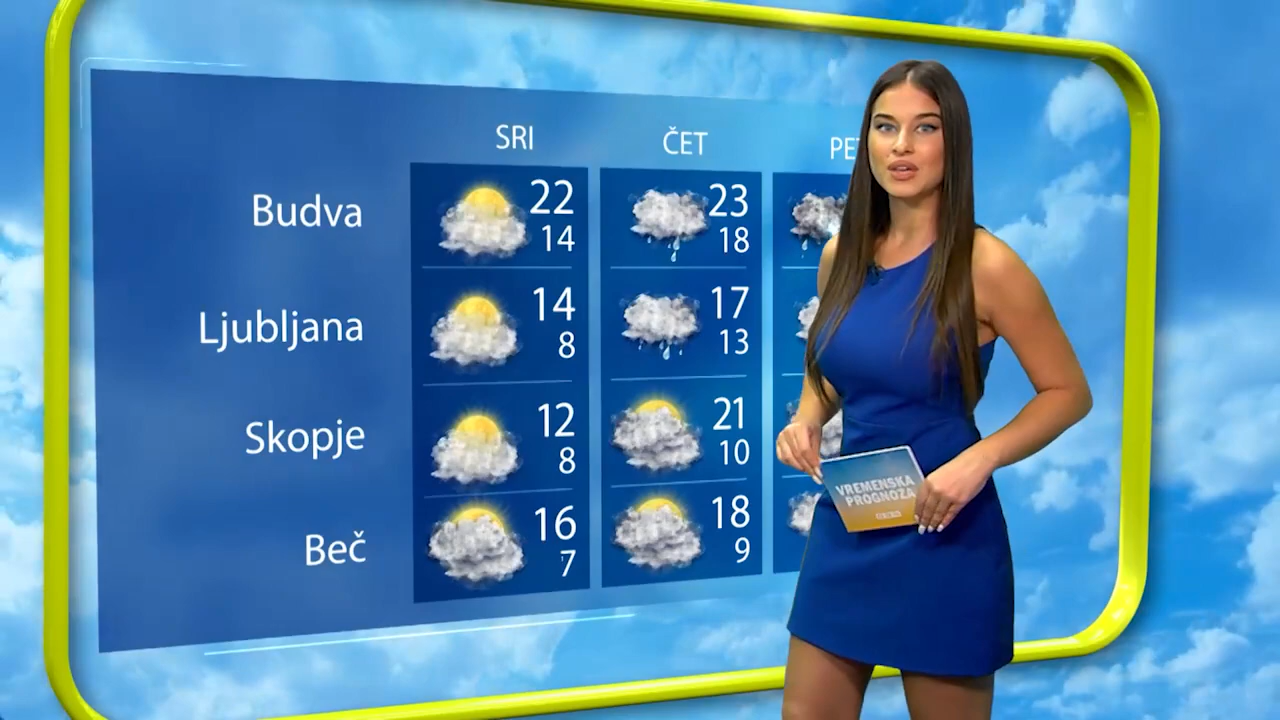 SRI ČET PET
Budva 22 14 23 18
Ljubljana 14 8 17 13
Skopje 12 8 21 10
Beč 16 7 18 9
VREMENSKA
PROGNOZA